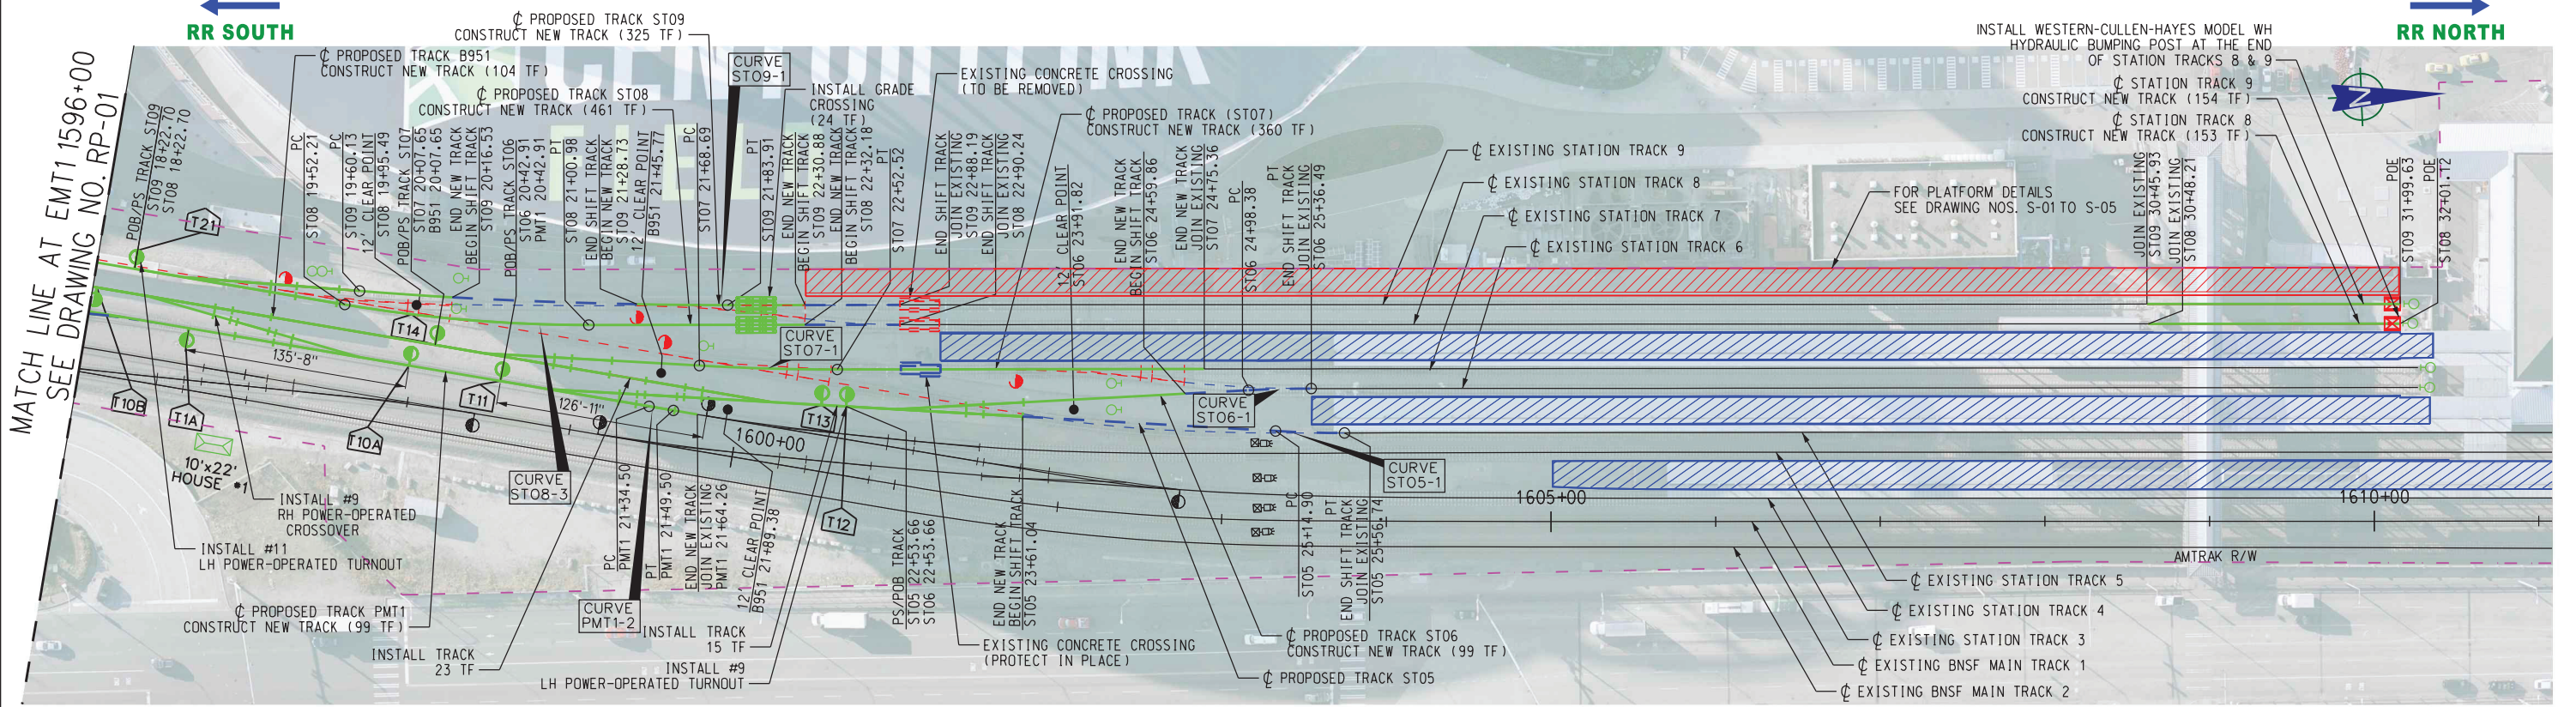 RR SOUTH
RR NORTH
MATCH LINE AT EMT1 1596+00
SEE DRAWING NO. RP-01
℄ PROPOSED TRACK B951
CONSTRUCT NEW TRACK (104 TF)
℄ PROPOSED TRACK ST09
CONSTRUCT NEW TRACK (325 TF)
℄ PROPOSED TRACK ST08
CONSTRUCT NEW TRACK (461 TF)
CURVE
ST09-1
INSTALL GRADE
CROSSING
(24 TF)
EXISTING CONCRETE CROSSING
(TO BE REMOVED)
℄ PROPOSED TRACK (ST07)
CONSTRUCT NEW TRACK (360 TF)
℄ EXISTING STATION TRACK 9
℄ EXISTING STATION TRACK 8
℄ EXISTING STATION TRACK 7
℄ EXISTING STATION TRACK 6
FOR PLATFORM DETAILS
SEE DRAWING NOS. S-01 TO S-05
INSTALL WESTERN-CULLEN-HAYES MODEL WH
HYDRAULIC BUMPING POST AT THE END
OF STATION TRACKS 8 & 9
℄ STATION TRACK 9
CONSTRUCT NEW TRACK (154 TF)
℄ STATION TRACK 8
CONSTRUCT NEW TRACK (153 TF)
N
POB/PS TRACK ST09
ST09 18+22.70
ST08 18+22.70
PC
ST08 19+52.21
PC
ST09 19+60.13
12' CLEAR POINT
ST08 19+95.49
POB/PS TRACK ST07
ST07 20+07.65
B951 20+07.65
END NEW TRACK
BEGIN SHIFT TRACK
ST09 20+16.53
POB/PS TRACK ST06
ST06 20+42.91
PMT1 20+42.91
PT
ST08 21+00.98
END SHIFT TRACK
BEGIN NEW TRACK
ST09 21+28.73
12' CLEAR POINT
B951 21+45.77
PC
ST07 21+68.69
PT
ST09 21+83.91
END NEW TRACK
BEGIN SHIFT TRACK
ST09 22+30.88
END NEW TRACK
BEGIN SHIFT TRACK
ST08 22+32.18
PT
ST07 22+52.52
END SHIFT TRACK
JOIN EXISTING
ST09 22+88.19
END SHIFT TRACK
JOIN EXISTING
ST08 22+90.24
12' CLEAR POINT
ST06 23+91.82
END NEW TRACK
BEGIN SHIFT TRACK
ST06 24+59.86
END NEW TRACK
JOIN EXISTING
ST07 24+75.36
PC
ST06 24+98.38
PT
END SHIFT TRACK
JOIN EXISTING
ST06 25+36.49
JOIN EXISTING
ST09 30+45.93
JOIN EXISTING
ST08 30+48.21
POE
ST09 31+99.63
POE
ST08 32+01.12
T21
T14
T11
T13
T12
T10B
T1A
T10A
135'-8"
126'-11"
CURVE
ST07-1
CURVE
ST06-1
CURVE
ST05-1
CURVE
ST08-3
CURVE
PMT1-2
1600+00
1605+00
1610+00
10'x22'
HOUSE #1
INSTALL #9
RH POWER-OPERATED
CROSSOVER
INSTALL #11
LH POWER-OPERATED TURNOUT
℄ PROPOSED TRACK PMT1
CONSTRUCT NEW TRACK (99 TF)
INSTALL TRACK
23 TF
PC
PMT1 21+34.50
PT
PMT1 21+49.50
END NEW TRACK
JOIN EXISTING
PMT1 21+64.26
12' CLEAR POINT
B951 21+89.38
INSTALL TRACK
15 TF
INSTALL #9
LH POWER-OPERATED TURNOUT
PS/POB TRACK
ST05 22+53.66
ST06 22+53.66
END NEW TRACK
BEGIN SHIFT TRACK
ST05 23+61.04
EXISTING CONCRETE CROSSING
(PROTECT IN PLACE)
PC
ST05 25+14.90
PT
END SHIFT TRACK
JOIN EXISTING
ST05 25+56.74
℄ PROPOSED TRACK ST06
CONSTRUCT NEW TRACK (99 TF)
℄ PROPOSED TRACK ST05
AMTRAK R/W
℄ EXISTING STATION TRACK 5
℄ EXISTING STATION TRACK 4
℄ EXISTING STATION TRACK 3
℄ EXISTING BNSF MAIN TRACK 1
℄ EXISTING BNSF MAIN TRACK 2